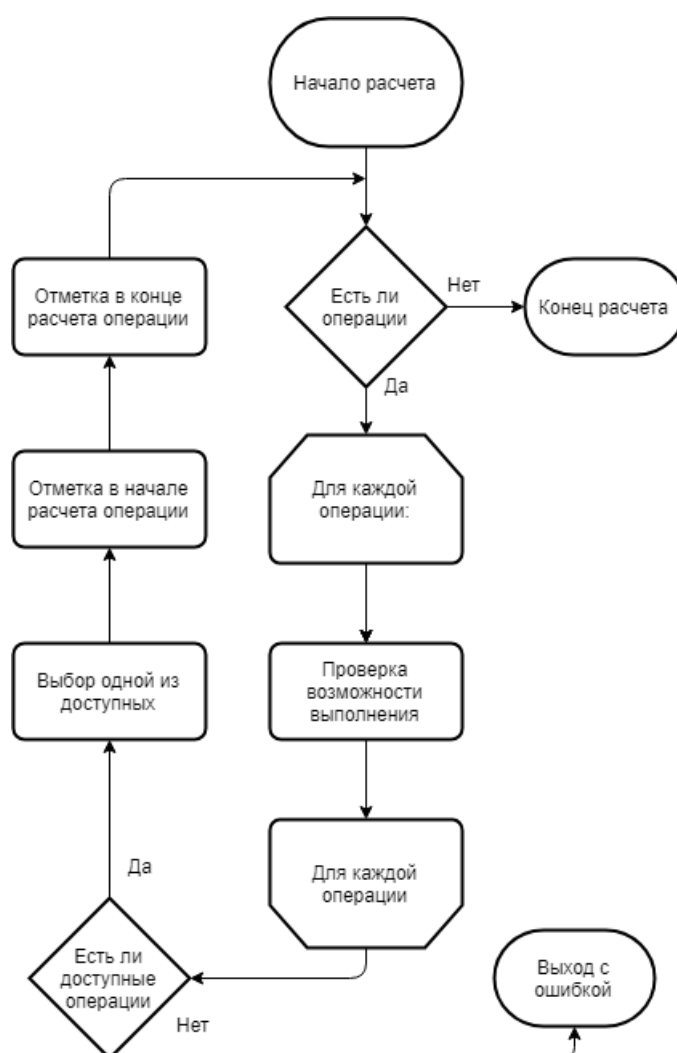 Начало расчета
Отметка в конце
расчета операции
Есть ли
операции
Нет
Конец расчета
Да
Отметка в начале
расчета операции
Для каждой
операции:
Выбор одной из
доступных
Проверка
возможности
выполнения
Да
Для каждой
операции
Есть ли
доступные
операции
Нет
Выход с
ошибкой